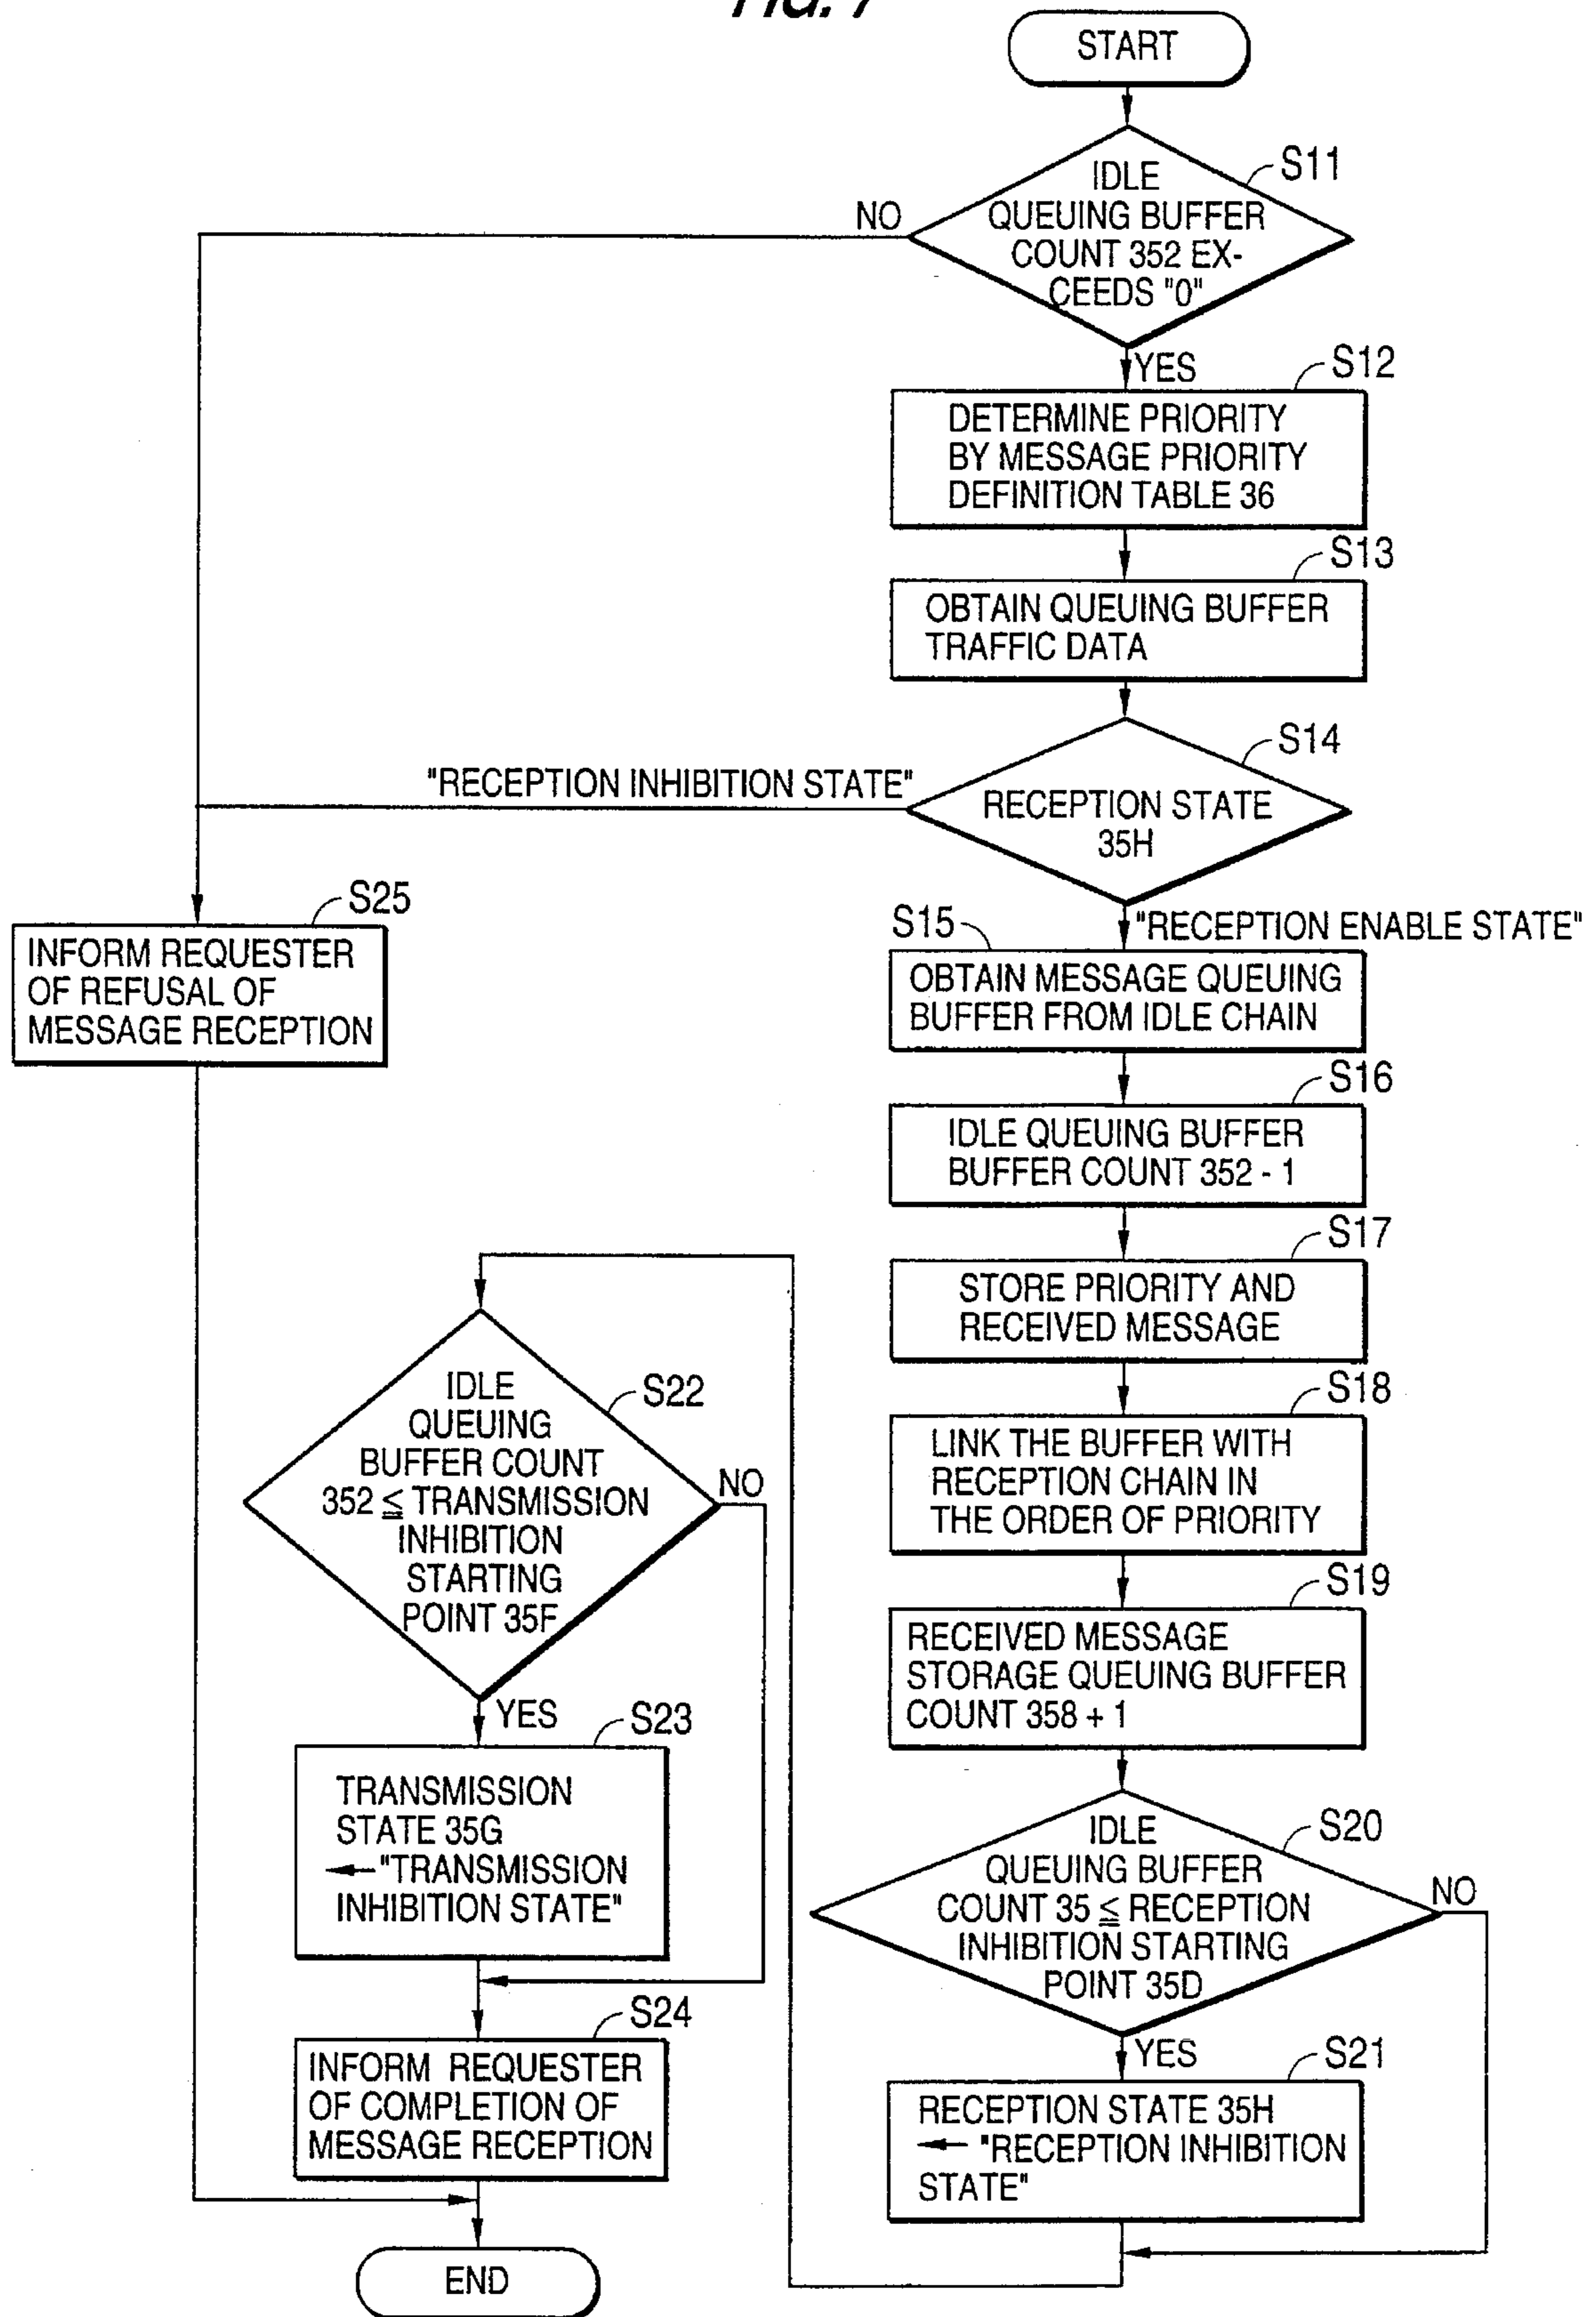 START
S11
IDLE
QUEUING BUFFER
COUNT 352 EX-
CEEDS "0"
NO
YES
S12
DETERMINE PRIORITY
BY MESSAGE PRIORITY
DEFINITION TABLE 36
S13
OBTAIN QUEUING BUFFER
TRAFFIC DATA
S14
"RECEPTION INHIBITION STATE"
RECEPTION STATE
35H
"RECEPTION ENABLE STATE"
S25
INFORM REQUESTER
OF REFUSAL OF
MESSAGE RECEPTION
S15
OBTAIN MESSAGE QUEUING
BUFFER FROM IDLE CHAIN
S16
IDLE QUEUING BUFFER
BUFFER COUNT 352 - 1
S17
STORE PRIORITY AND
RECEIVED MESSAGE
S18
LINK THE BUFFER WITH
RECEPTION CHAIN IN
THE ORDER OF PRIORITY
S19
RECEIVED MESSAGE
STORAGE QUEUING BUFFER
COUNT 358 + 1
S20
IDLE
QUEUING BUFFER
COUNT 35 ≦ RECEPTION
INHIBITION STARTING
POINT 35D
NO
YES
S21
RECEPTION STATE 35H
← "RECEPTION INHIBITION
STATE"
S22
IDLE
QUEUING
BUFFER COUNT
352 ≦ TRANSMISSION
INHIBITION
STARTING
POINT 35F
NO
YES
S23
TRANSMISSION
STATE 35G
←"TRANSMISSION
INHIBITION STATE"
S24
INFORM REQUESTER
OF COMPLETION OF
MESSAGE RECEPTION
END